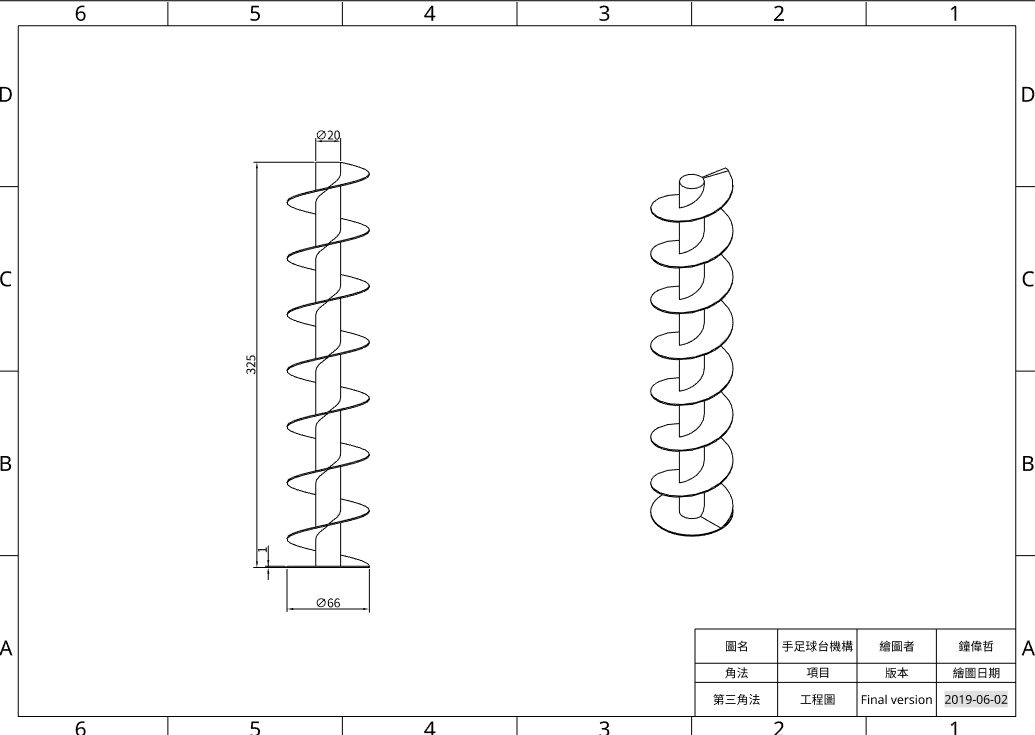 6 5 4 3 2 1
D D
C C
B B
A A
∅20
325
1
∅66
圖名 手足球台機構 繪圖者 鐘偉哲
角法 項目 版本 繪圖日期
第三角法 工程圖 Final version 2019-06-02
6 5 4 3 2 1